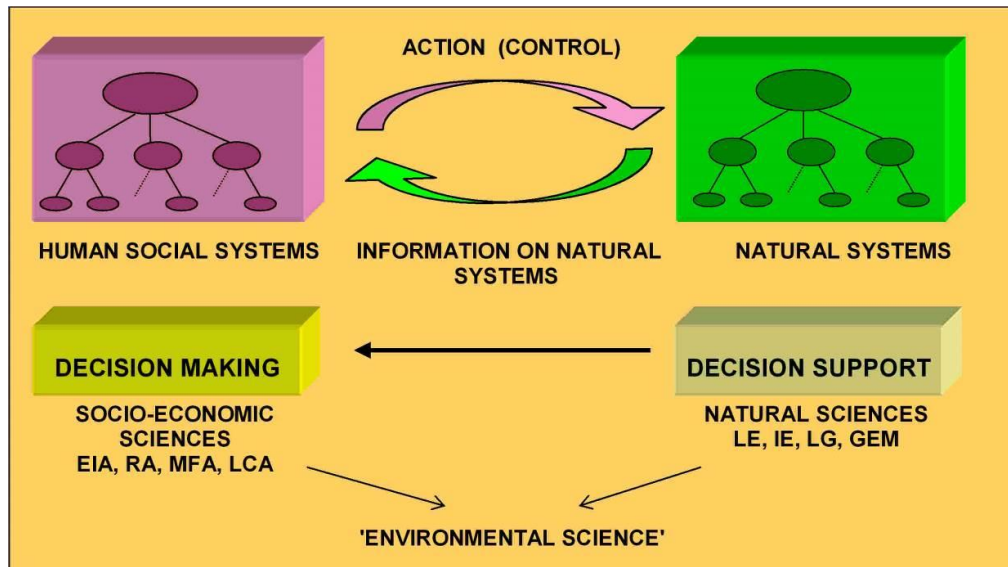 ACTION (CONTROL)
HUMAN SOCIAL SYSTEMS
INFORMATION ON NATURAL
SYSTEMS
NATURAL SYSTEMS
DECISION MAKING
DECISION SUPPORT
SOCIO-ECONOMIC
SCIENCES
EIA, RA, MFA, LCA
NATURAL SCIENCES
LE, IE, LG, GEM
'ENVIRONMENTAL SCIENCE'